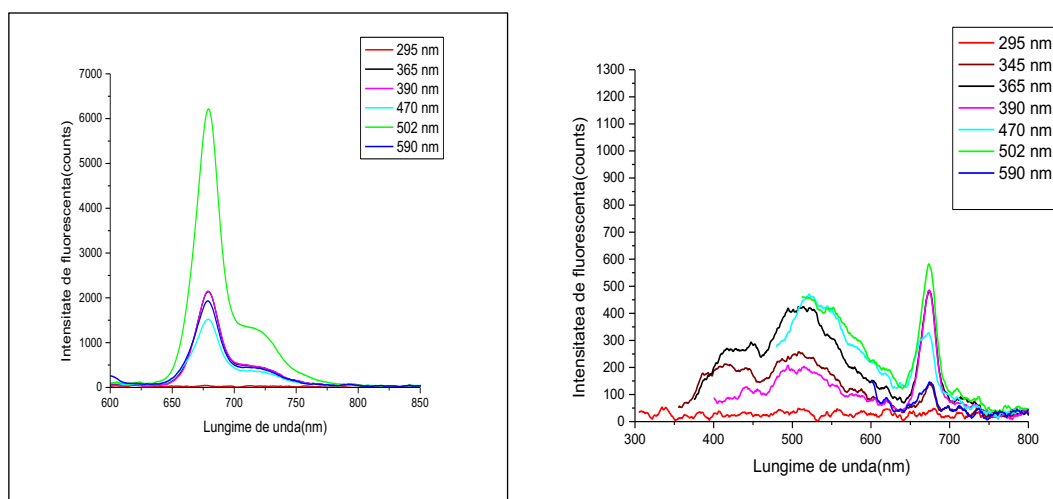 295 nm
365 nm
390 nm
470 nm
502 nm
590 nm
7000
6000
5000
4000
3000
2000
1000
0
Intensitate de fluorescenta(counts)
600 650 700 750 800 850
Lungime de unda(nm)
295 nm
345 nm
365 nm
390 nm
470 nm
502 nm
590 nm
1300
1200
1100
1000
900
800
700
600
500
400
300
200
100
0
Intensitatea de fluorescenta(counts)
300 400 500 600 700 800
Lungime de unda(nm)